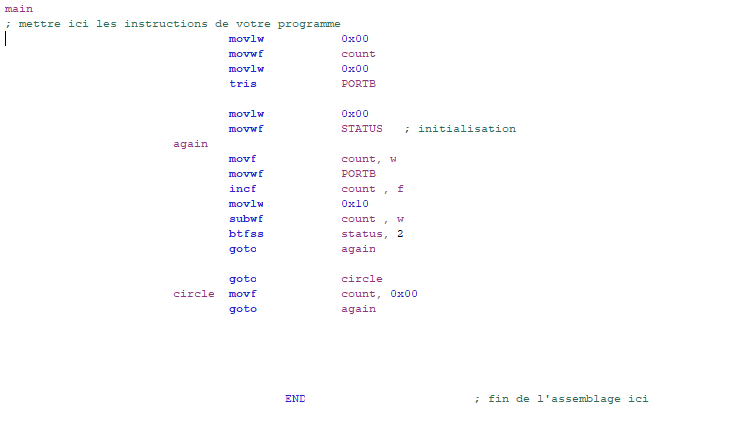 main
; mettre ici les instructions de votre programme
movlw 0x00
movwf count
movlw 0x00
tris PORTB
movlw 0x00
movwf STATUS ; initialisation
again
movf count, w
movwf PORTB
incf count , f
movlw 0x10
subwf count , w
btfss status, 2
goto again
goto circle
circle movf count, 0x00
goto again
END ; fin de l'assemblage ici